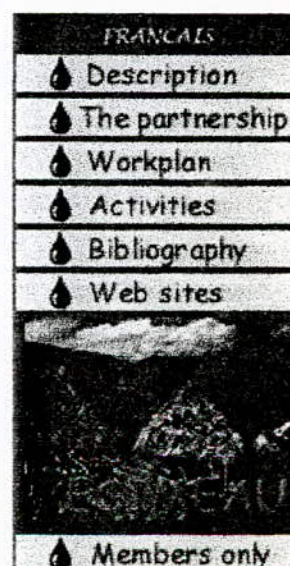 FRANCAIS
Description
The partnership
Workplan
Activities
Bibliography
Web sites
Members only